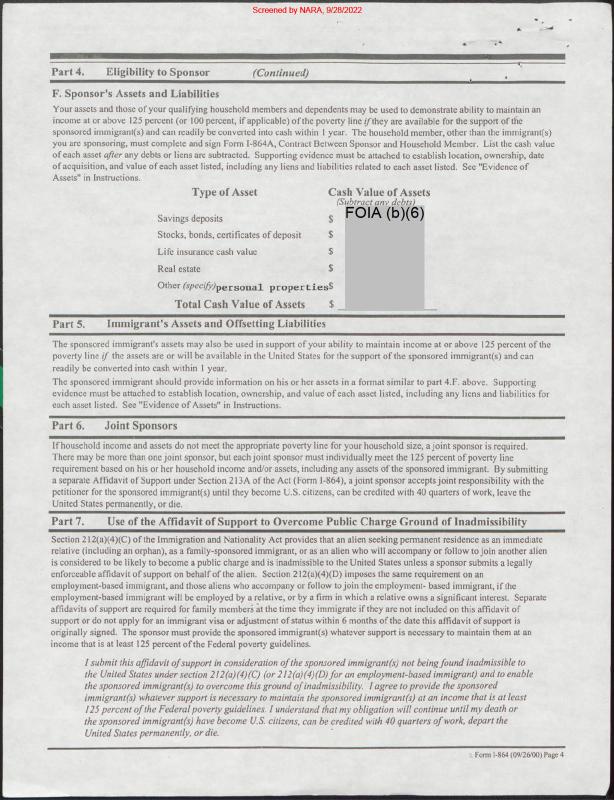 Screened by NARA, 9/28/2022
Part 4. Eligibility to Sponsor (Continued)
F. Sponsor's Assets and Liabilities
Your assets and those of your qualifying household members and dependents may be used to demonstrate ability to maintain an
income at or above 125 percent (or 100 percent, if applicable) of the poverty line if they are available for the support of the
sponsored immigrant(s) and can readily be converted into cash within 1 year. The household member, other than the immigrant(s)
you are sponsoring, must complete and sign Form I-864A, Contract Between Sponsor and Household Member. List the cash value
of each asset after any debts or liens are subtracted. Supporting evidence must be attached to establish location, ownership, date
of acquisition, and value of each asset listed, including any liens and liabilities related to each asset listed. See "Evidence of
Assets" in Instructions.
Type of Asset Cash Value of Assets
(Subtract any debts)
Savings deposits $ FOIA (b)(6)
Stocks, bonds, certificates of deposit $
Life insurance cash value $
Real estate $
Other (specify) personal properties $
Total Cash Value of Assets $
Part 5. Immigrant's Assets and Offsetting Liabilities
The sponsored immigrant's assets may also be used in support of your ability to maintain income at or above 125 percent of the
poverty line if the assets are or will be available in the United States for the support of the sponsored immigrant(s) and can
readily be converted into cash within 1 year.
The sponsored immigrant should provide information on his or her assets in a format similar to part 4.F. above. Supporting
evidence must be attached to establish location, ownership, and value of each asset listed, including any liens and liabilities for
each asset listed. See "Evidence of Assets" in Instructions.
Part 6. Joint Sponsors
If household income and assets do not meet the appropriate poverty line for your household size, a joint sponsor is required.
There may be more than one joint sponsor, but each joint sponsor must individually meet the 125 percent of poverty line
requirement based on his or her household income and/or assets, including any assets of the sponsored immigrant. By submitting
a separate Affidavit of Support under Section 213A of the Act (Form I-864), a joint sponsor accepts joint responsibility with the
petitioner for the sponsored immigrant(s) until they become U.S. citizens, can be credited with 40 quarters of work, leave the
United States permanently, or die.
Part 7. Use of the Affidavit of Support to Overcome Public Charge Ground of Inadmissibility
Section 212(a)(4)(C) of the Immigration and Nationality Act provides that an alien seeking permanent residence as an immediate
relative (including an orphan), as a family-sponsored immigrant, or as an alien who will accompany or follow to join another alien
is considered to be likely to become a public charge and is inadmissible to the United States unless a sponsor submits a legally
enforceable affidavit of support on behalf of the alien. Section 212(a)(4)(D) imposes the same requirement on an
employment-based immigrant, and those aliens who accompany or follow to join the employment- based immigrant, if the
employment-based immigrant will be employed by a relative, or by a firm in which a relative owns a significant interest. Separate
affidavits of support are required for family members at the time they immigrate if they are not included on this affidavit of
support or do not apply for an immigrant visa or adjustment of status within 6 months of the date this affidavit of support is
originally signed. The sponsor must provide the sponsored immigrant(s) whatever support is necessary to maintain them at an
income that is at least 125 percent of the Federal poverty guidelines.
I submit this affidavit of support in consideration of the sponsored immigrant(s) not being found inadmissible to
the United States under section 212(a)(4)(C) (or 212(a)(4)(D) for an employment-based immigrant) and to enable
the sponsored immigrant(s) to overcome this ground of inadmissibility. I agree to provide the sponsored
immigrant(s) whatever support is necessary to maintain the sponsored immigrant(s) at an income that is at least
125 percent of the Federal poverty guidelines. I understand that my obligation will continue until my death or
the sponsored immigrant(s) have become U.S. citizens, can be credited with 40 quarters of work, depart the
United States permanently, or die.
Form I-864 (09/26/00) Page 4